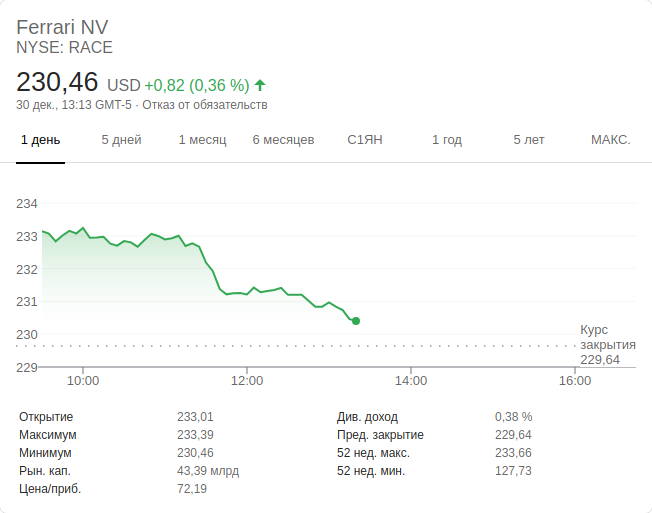 Ferrari NV
NYSE: RACE
230,46 USD +0,82 (0,36 %)
30 дек., 13:13 GMT-5 · Отказ от обязательств
1 день 5 дней 1 месяц 6 месяцев С1ЯН 1 год 5 лет МАКС.
234
233
232
231
230
229
Курс
закрытия
229,64
10:00 12:00 14:00 16:00
Открытие 233,01 Див. доход 0,38 %
Максимум 233,39 Пред. закрытие 229,64
Минимум 230,46 52 нед. макс. 233,66
Рын. кап. 43,39 млрд 52 нед. мин. 127,73
Цена/приб. 72,19